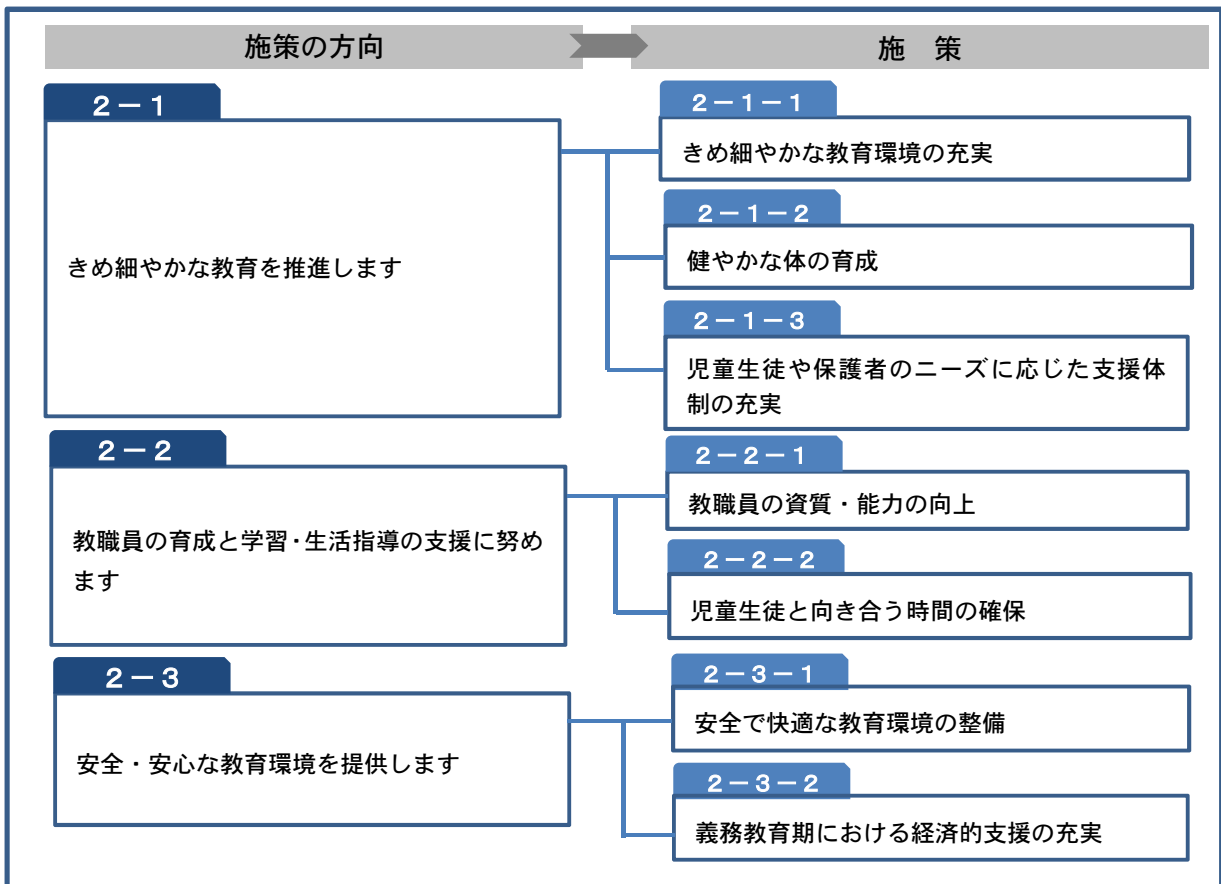 施策の方向
施　策
２－１
きめ細やかな教育を推進します
２－１－１
きめ細やかな教育環境の充実
２－１－２
健やかな体の育成
２－１－３
児童生徒や保護者のニーズに応じた支援体
制の充実
２－２
教職員の育成と学習・生活指導の支援に努め
ます
２－２－１
教職員の資質・能力の向上
２－２－２
児童生徒と向き合う時間の確保
２－３
安全・安心な教育環境を提供します
２－３－１
安全で快適な教育環境の整備
２－３－２
義務教育期における経済的支援の充実